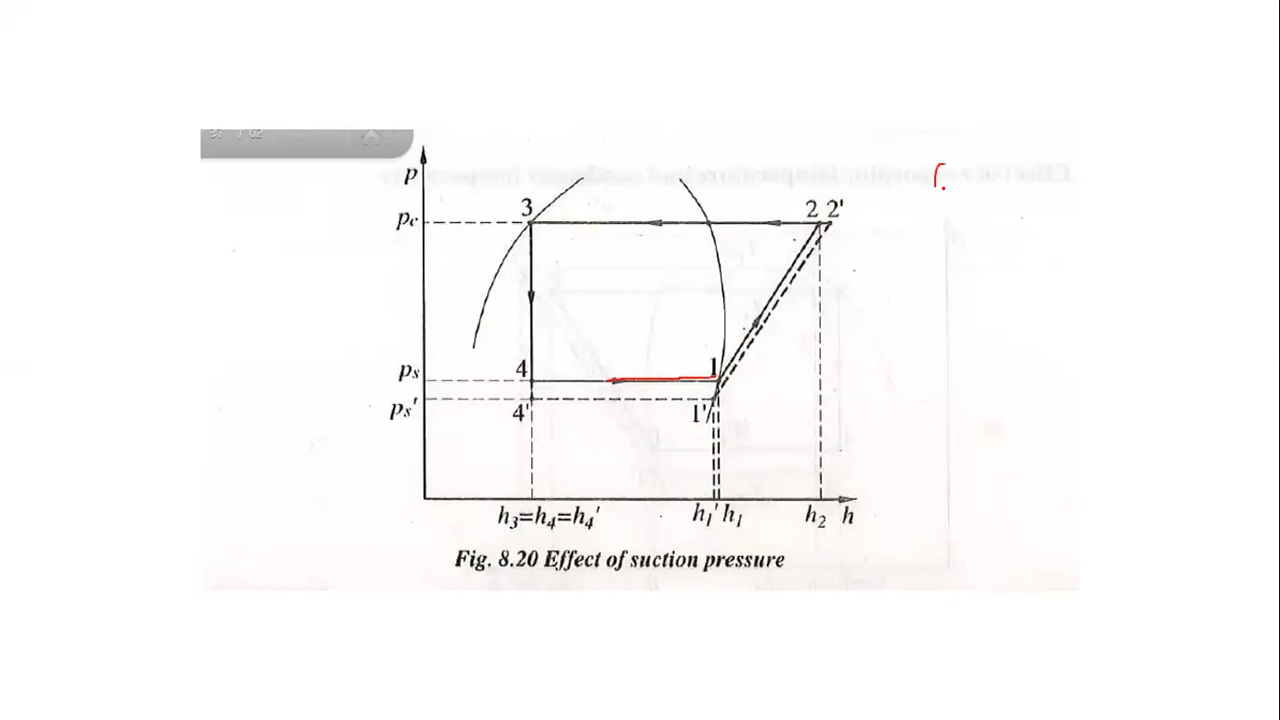 p
3
2 2'
pc
ps
4
1
ps'
4'
1'
h3=h4=h4'
h1' h1
h2
h
Fig. 8.20 Effect of suction pressure